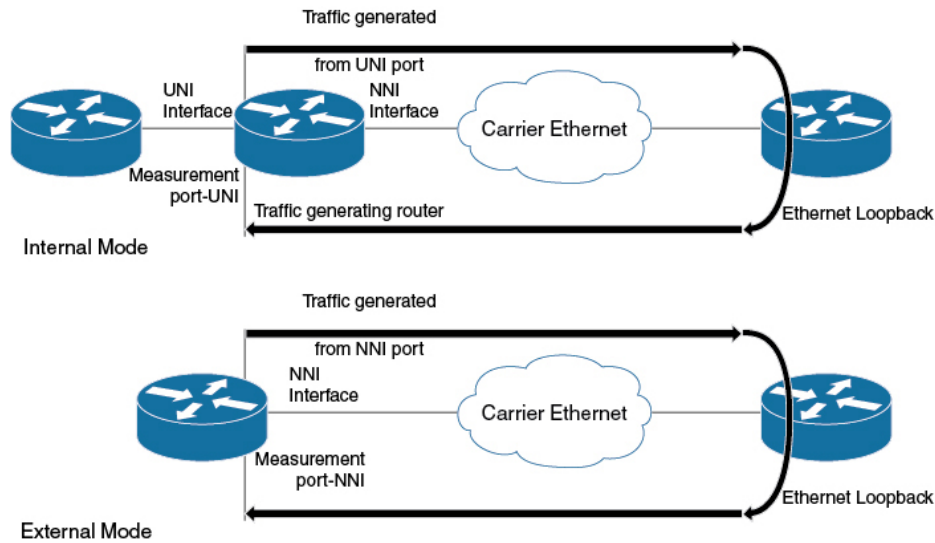 Traffic generated
from UNI port
UNI
Interface
NNI
Interface
Carrier Ethernet
Measurement
port-UNI
Traffic generating router
Ethernet Loopback
Internal Mode
Traffic generated
from NNI port
NNI
Interface
Carrier Ethernet
Measurement
port-NNI
Ethernet Loopback
External Mode